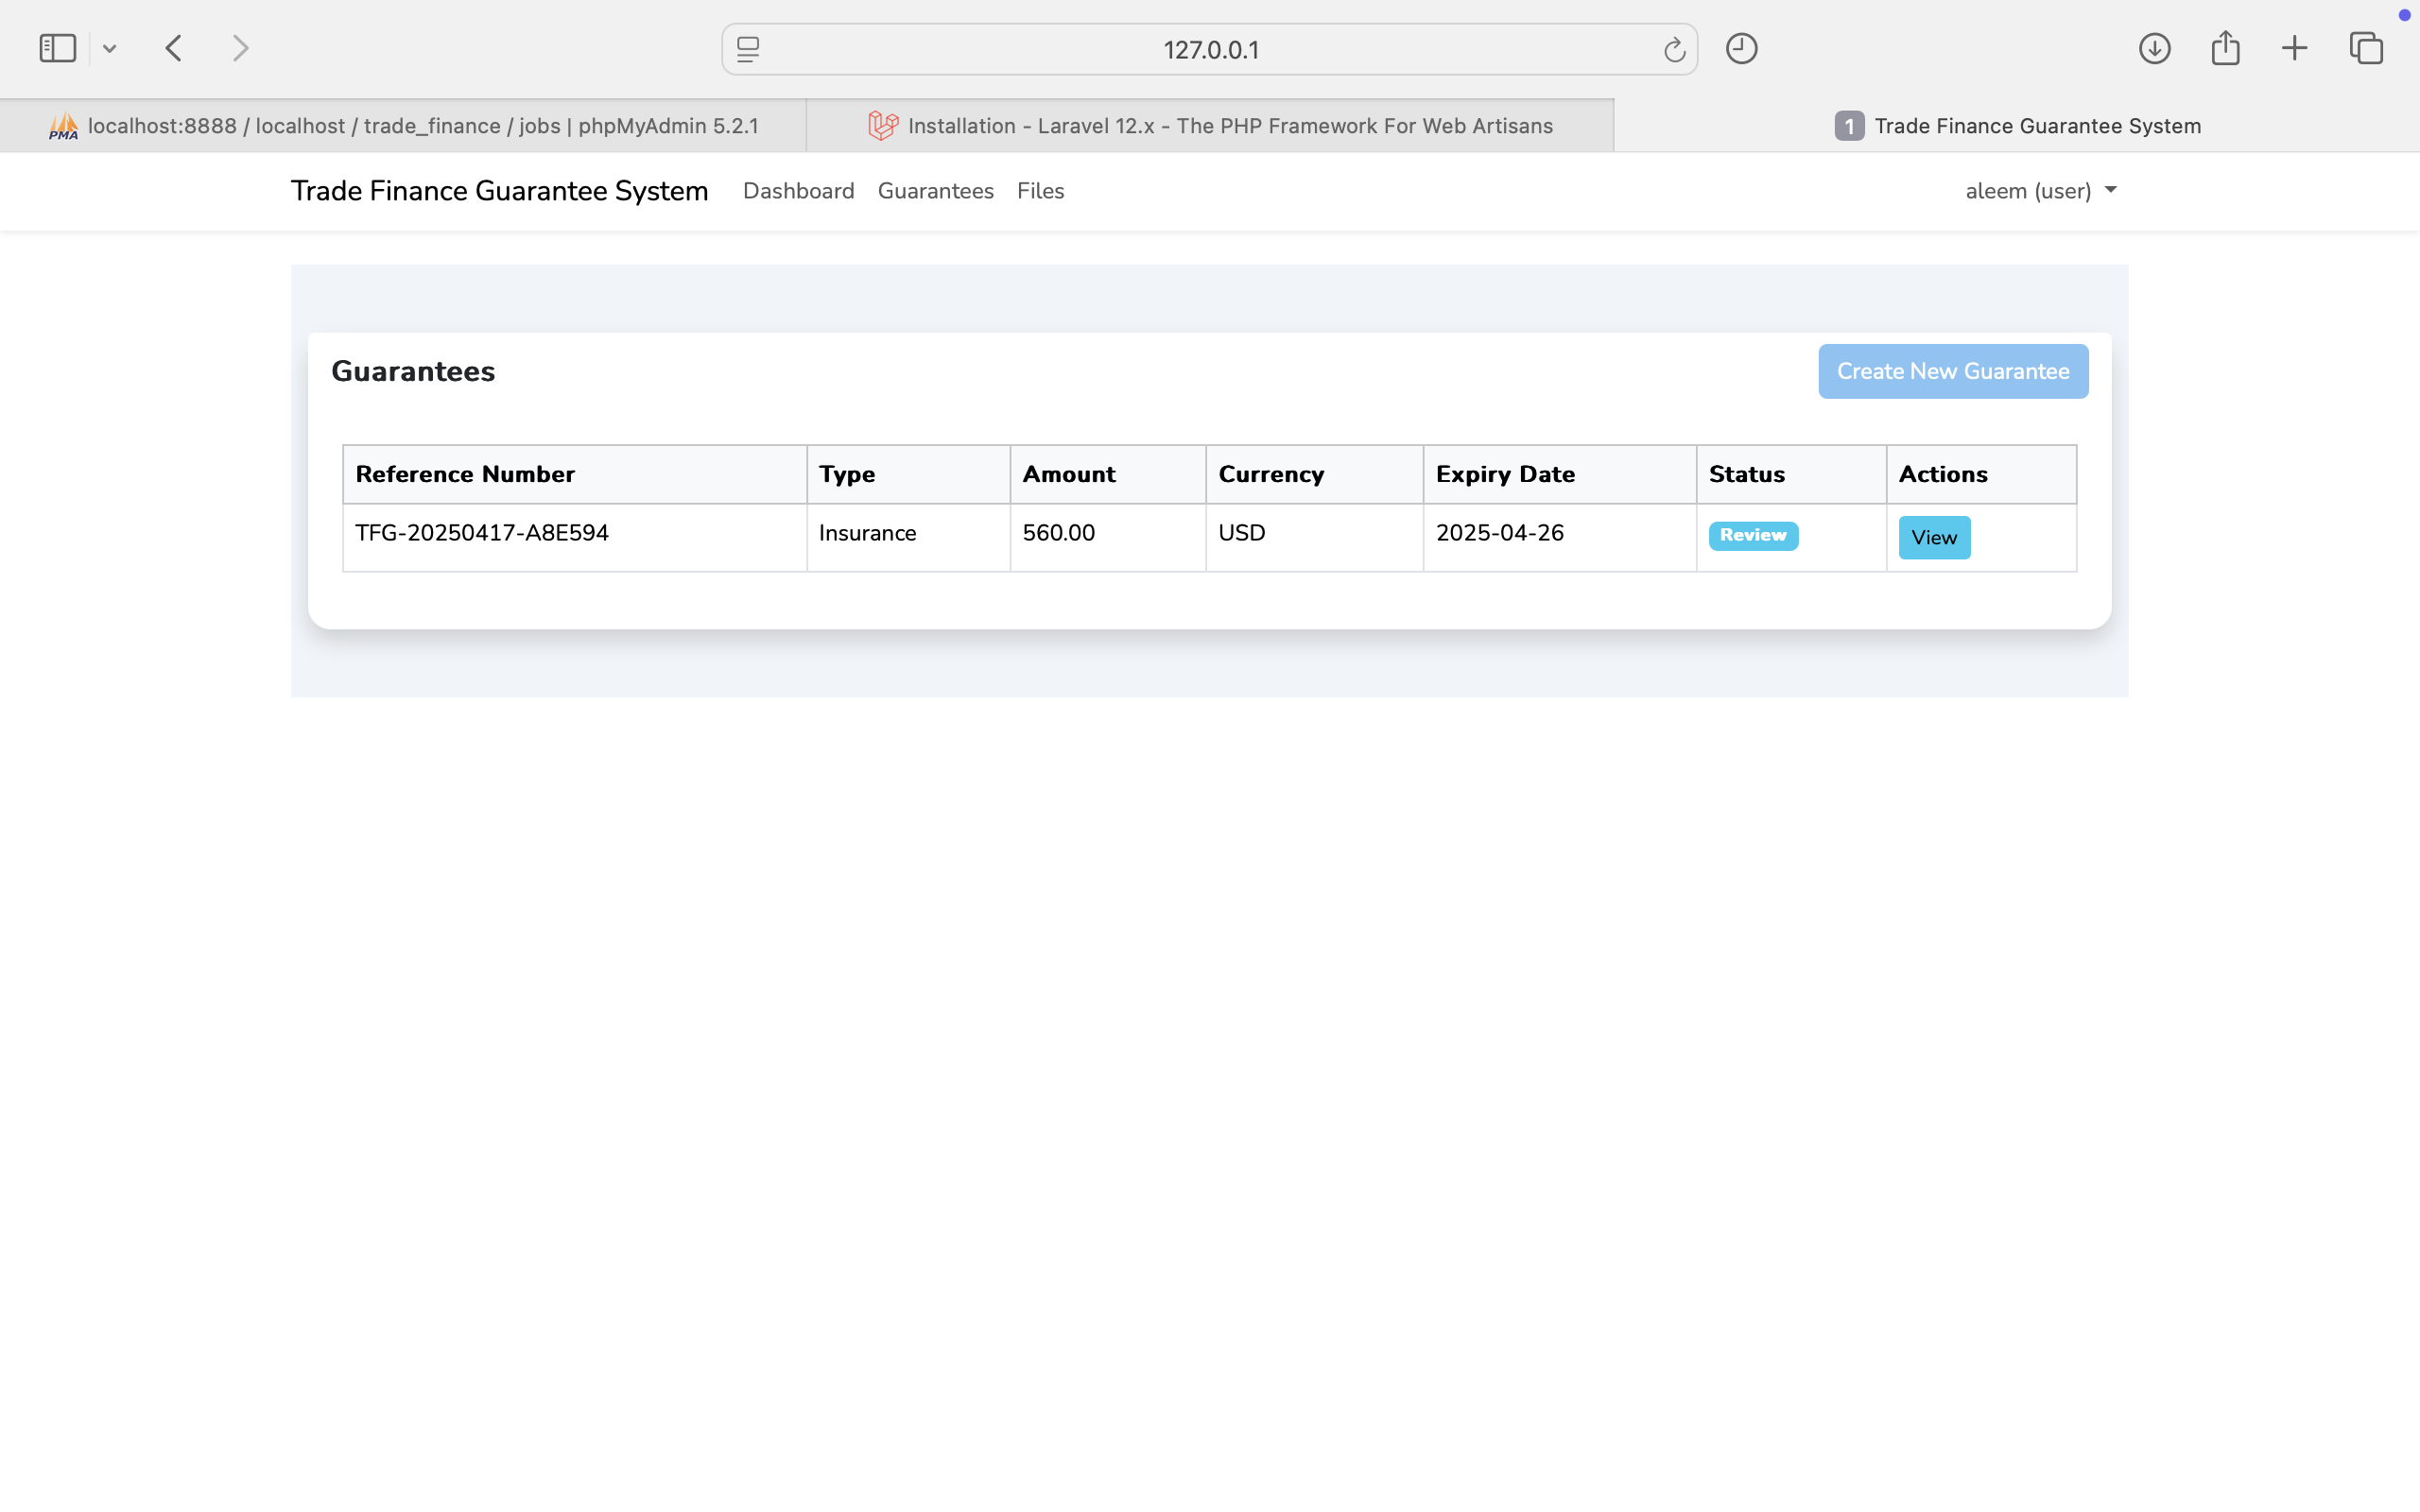 127.0.0.1
PMA localhost:8888 / localhost / trade_finance / jobs | phpMyAdmin 5.2.1
Installation - Laravel 12.x - The PHP Framework For Web Artisans
1 Trade Finance Guarantee System
Trade Finance Guarantee System Dashboard Guarantees Files aleem (user)
Guarantees Create New Guarantee
Reference Number Type Amount Currency Expiry Date Status Actions
TFG-20250417-A8E594 Insurance 560.00 USD 2025-04-26 Review View